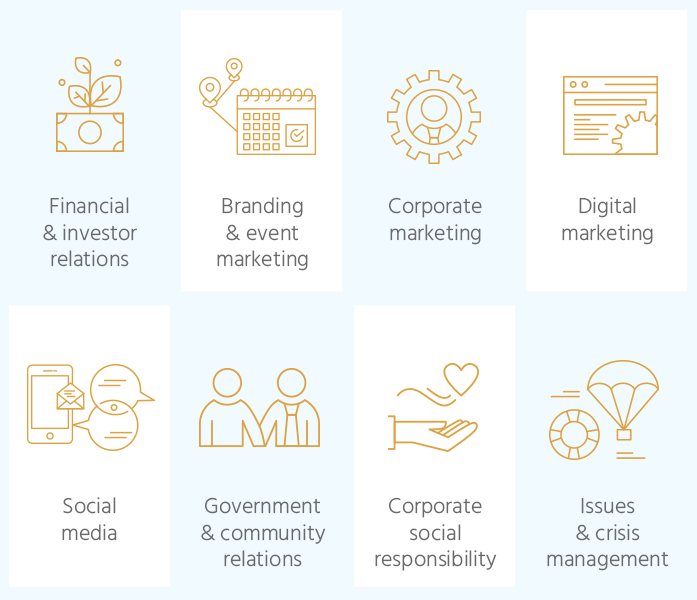 Financial
& investor
relations
Branding
& event
marketing
Corporate
marketing
Digital
marketing
Social
media
Government
& community
relations
Corporate
social
responsibility
Issues
& crisis
management